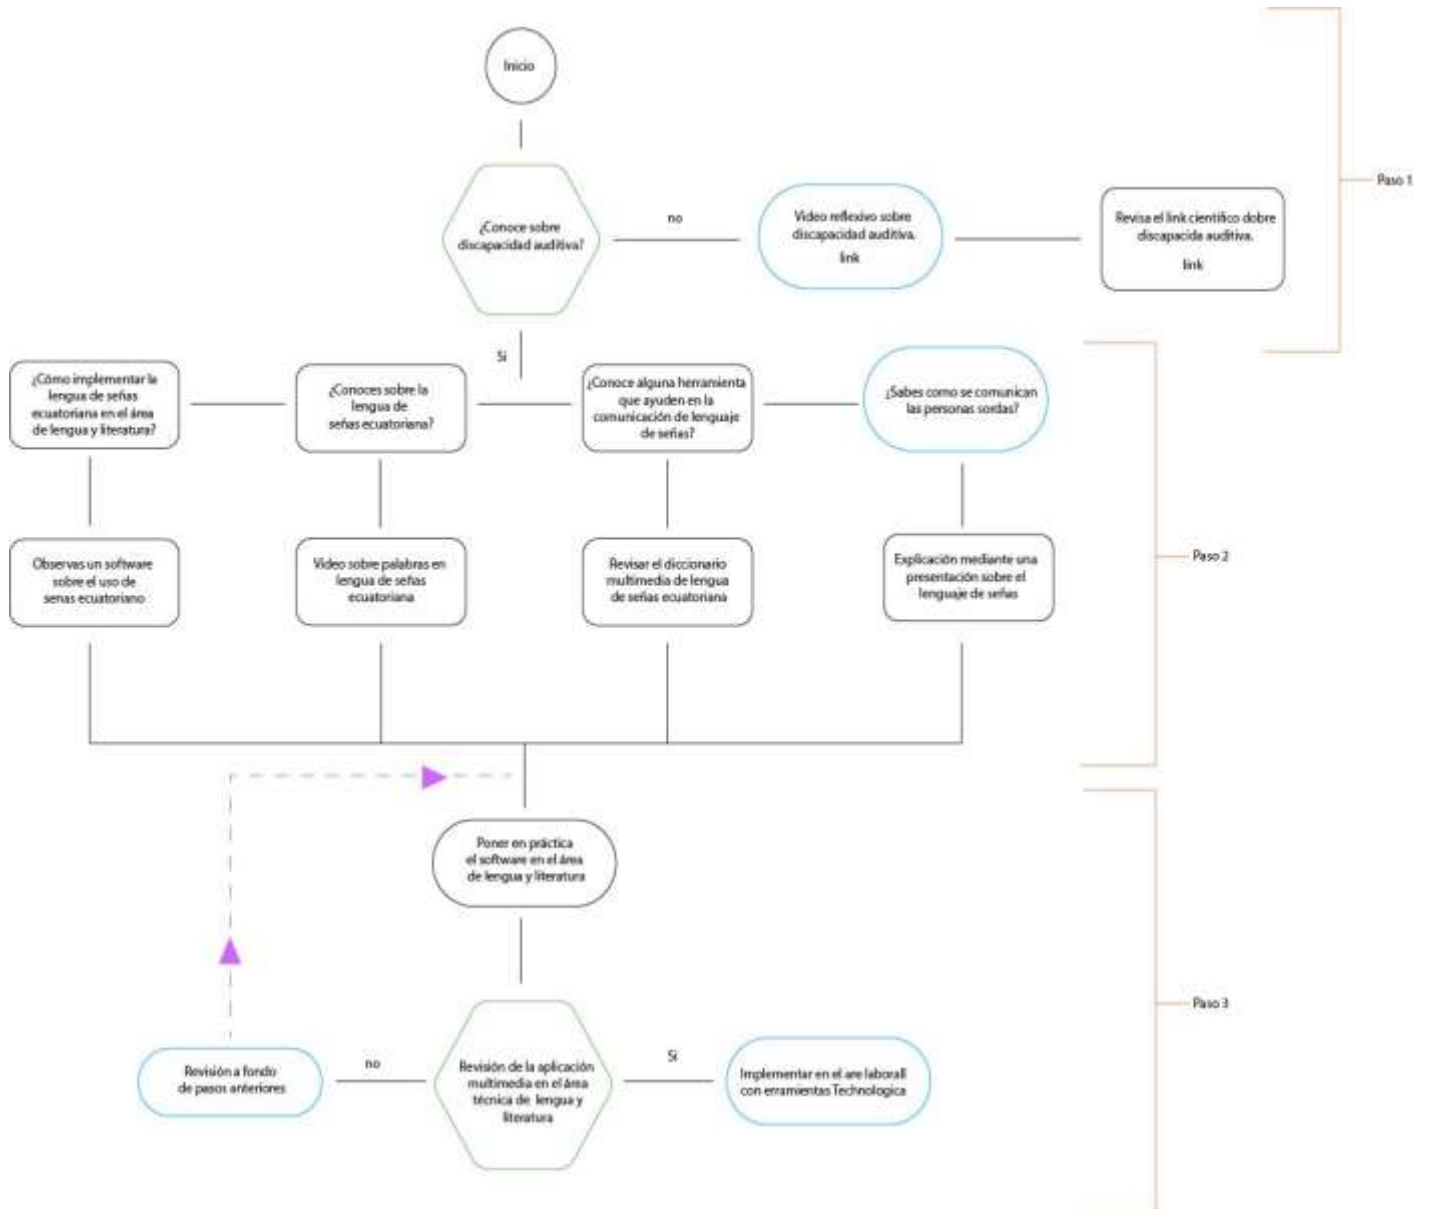 Inicio
Paso 1
¿Conoce sobre
discapacidad auditiva?
no
Video reflexivo sobre
discapacidad auditiva.
link
Revisa el link científico dobre
discapacida auditiva.
link
Si
¿Cómo implementar la
lengua de señas
ecuatoriana en el área
de lengua y literatura?
¿Conoces sobre la
lengua de
señas ecuatoriana?
¿Conoce alguna herramienta
que ayuden en la
comunicación de lenguaje
de señas?
¿Sabes como se comunican
las personas sordas?
Observas un software
sobre el uso de
senas ecuatoriano
Video sobre palabras en
lengua de señas
ecuatoriana
Revisar el diccionario
multimedia de lengua
de señas ecuatoriana
Explicación mediante una
presentación sobre el
lenguaje de señas
Paso 2
Poner en práctica
el software en el área
de lengua y literatura
Paso 3
Revisión a fondo
de pasos anteriores
no
Revisión de la aplicación
multimedia en el área
técnica de lengua y
literatura
Si
Implementar en el are laborall
con erramientas Technologica